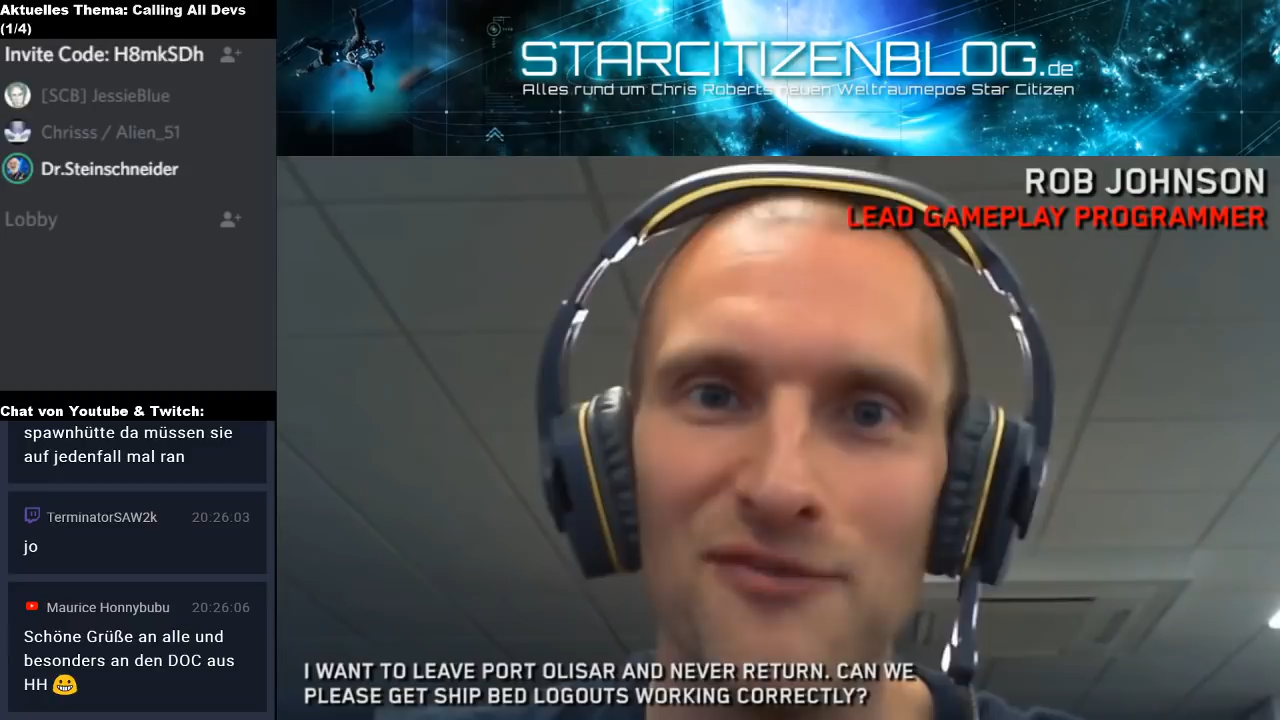 Aktuelles Thema: Calling All Devs
(1/4)
Invite Code: H8mkSDh
[SCB] JessieBlue
Chrisss / Alien_51
Dr.Steinschneider
Lobby
Chat von Youtube & Twitch:
spawnhütte da müssen sie
auf jedenfall mal ran
TerminatorSAW2k 20:26:03
jo
Maurice Honnybubu 20:26:06
Schöne Grüße an alle und
besonders an den DOC aus
HH 😀
STARCITIZENBLOG.de
Alles rund um Chris Roberts neuen Weltraumepos Star Citizen
ROB JOHNSON
LEAD GAMEPLAY PROGRAMMER
I WANT TO LEAVE PORT OLISAR AND NEVER RETURN. CAN WE
PLEASE GET SHIP BED LOGOUTS WORKING CORRECTLY?